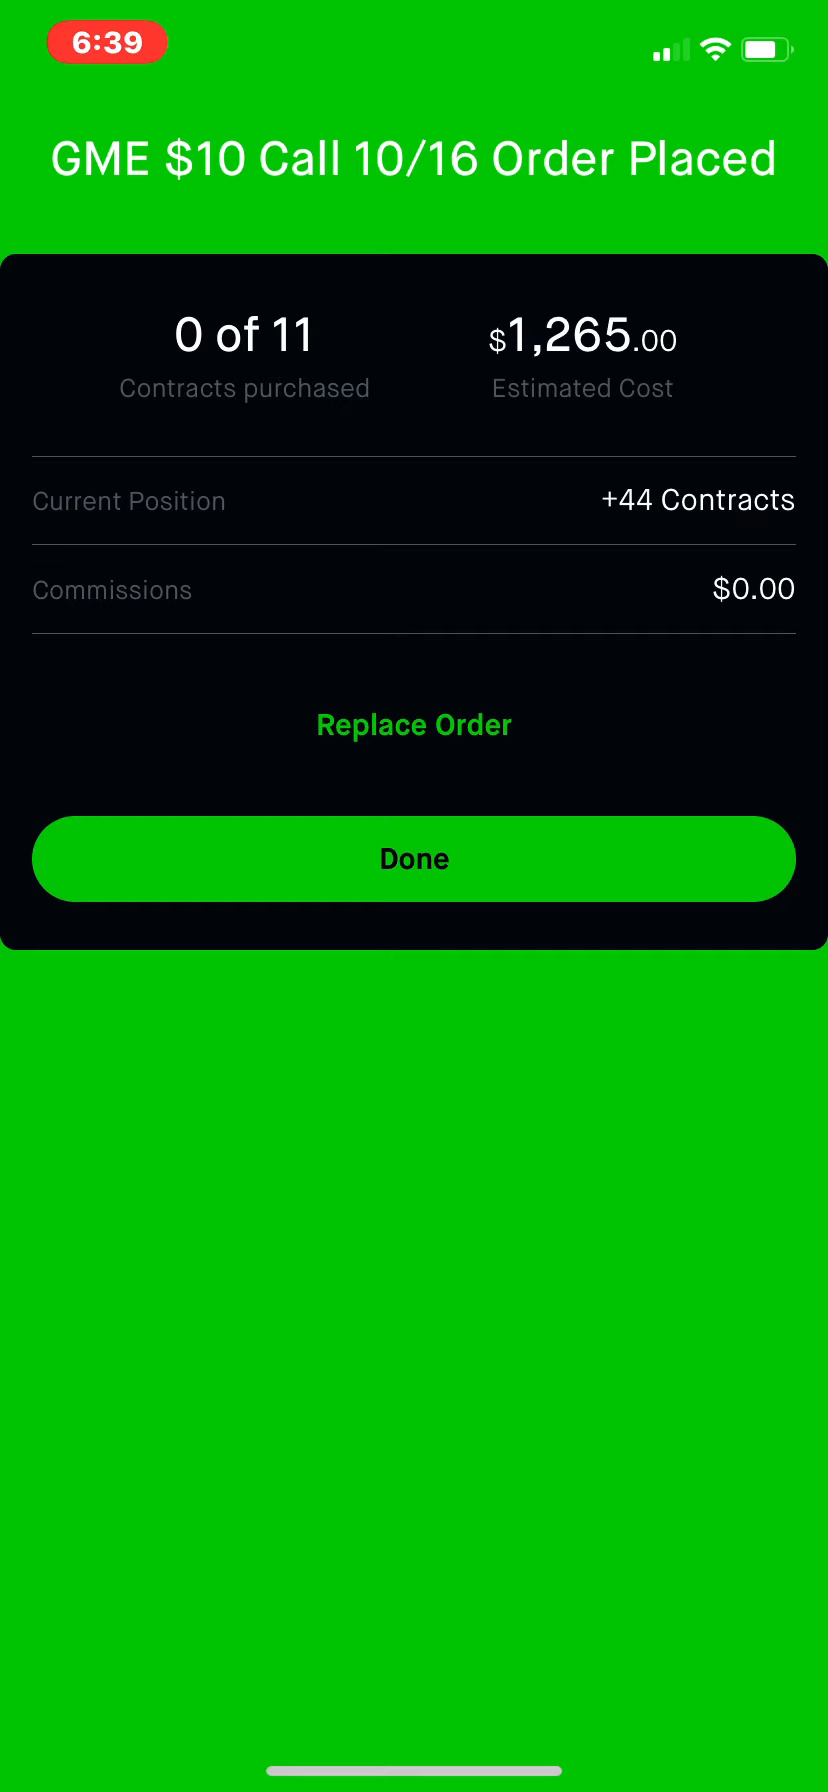 6:39
GME $10 Call 10/16 Order Placed
0 of 11
$1,265.00
Contracts purchased
Estimated Cost
Current Position
+44 Contracts
Commissions
$0.00
Replace Order
Done